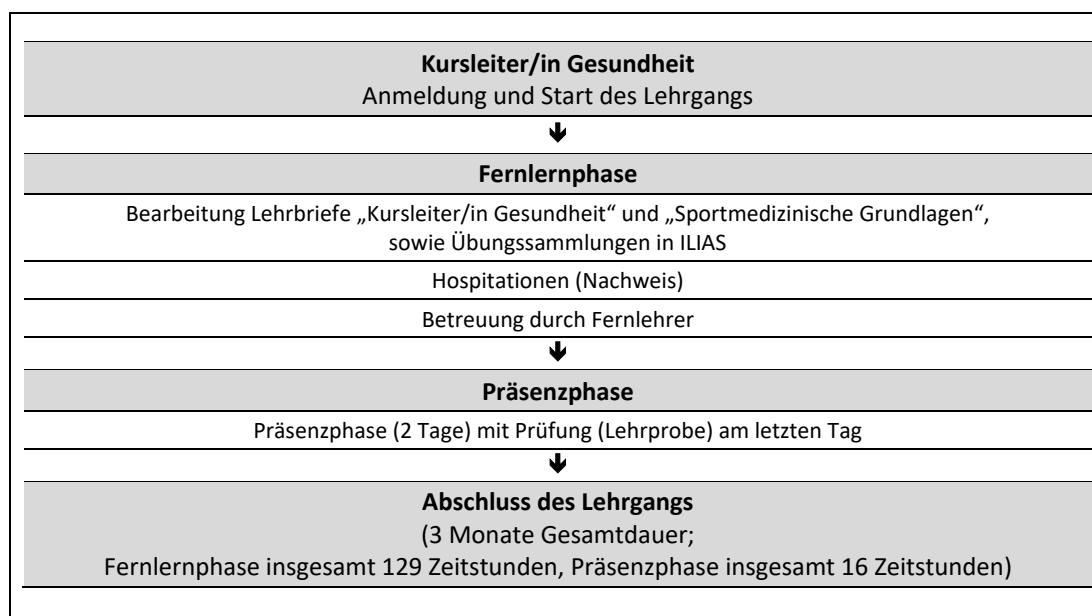 Kursleiter/in Gesundheit
Anmeldung und Start des Lehrgangs
Fernlernphase
Bearbeitung Lehrbriefe „Kursleiter/in Gesundheit“ und „Sportmedizinische Grundlagen“,
sowie Übungssammlungen in ILIAS
Hospitationen (Nachweis)
Betreuung durch Fernlehrer
Präsenzphase
Präsenzphase (2 Tage) mit Prüfung (Lehrprobe) am letzten Tag
Abschluss des Lehrgangs
(3 Monate Gesamtdauer;
Fernlernphase insgesamt 129 Zeitstunden, Präsenzphase insgesamt 16 Zeitstunden)